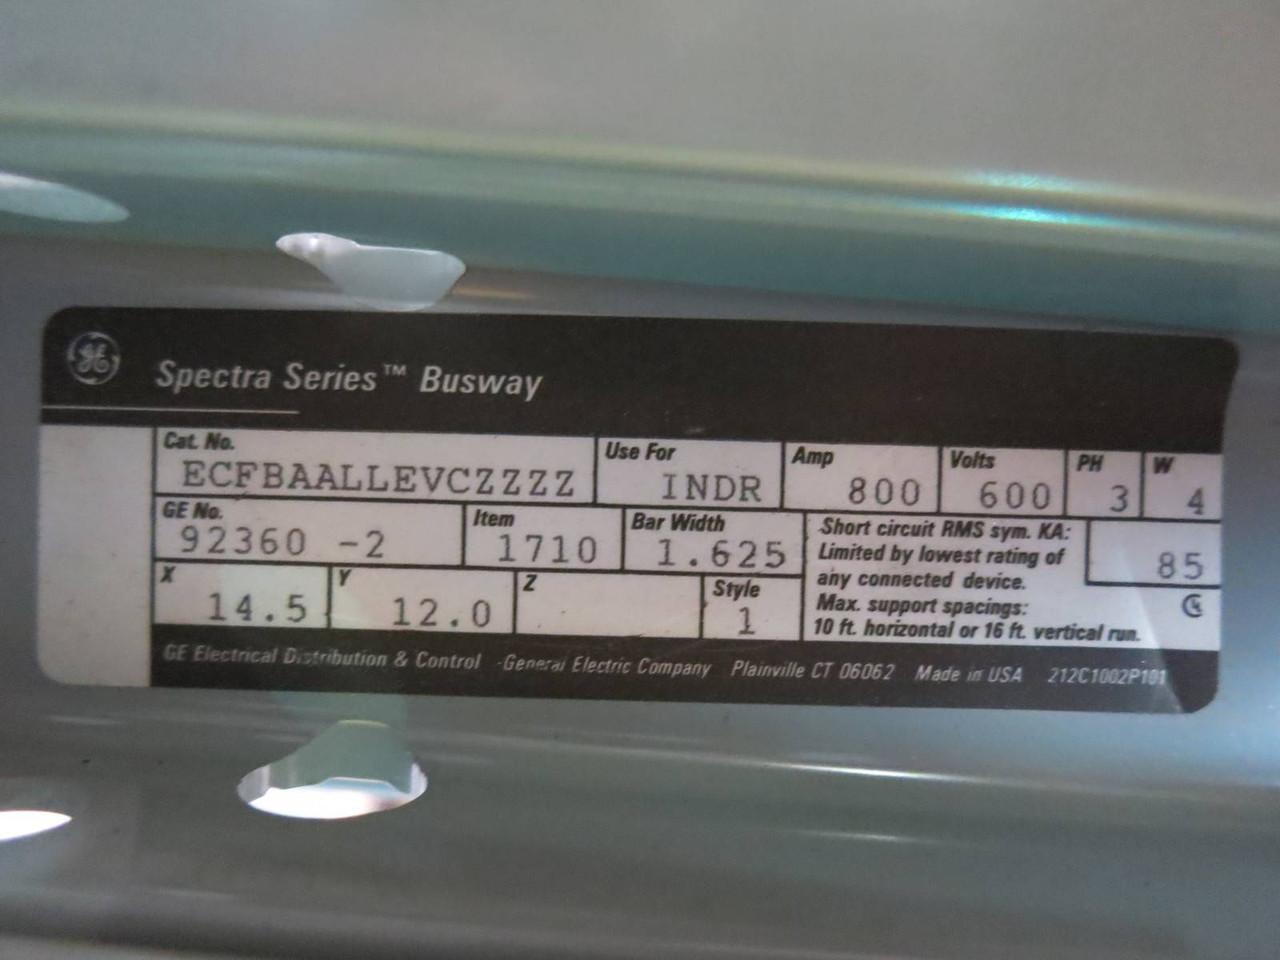 GE
Spectra Series™ Busway
Cat. No. Use For Amp Volts PH W
ECFBAALLEVCZZZZ INDR 800 600 3 4
GE No. Item Bar Width
92360 -2 1710 1.625
Short circuit RMS sym. KA:
Limited by lowest rating of
any connected device.
85
X Y Z Style
14.5 12.0 1
Max. support spacings:
10 ft. horizontal or 16 ft. vertical run.
GE Electrical Distribution & Control -General Electric Company Plainville CT 06062 Made in USA 212C1002P101